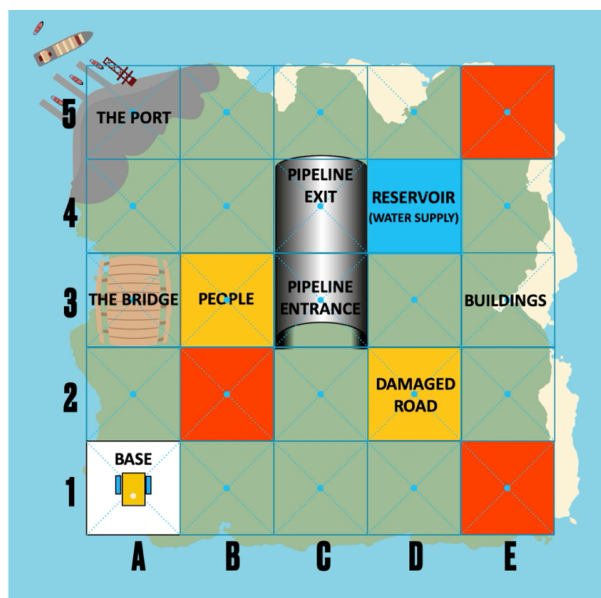 5
THE PORT
4
PIPELINE
EXIT
RESERVOIR
(WATER SUPPLY)
3
THE BRIDGE
PEOPLE
PIPELINE
ENTRANCE
BUILDINGS
2
DAMAGED
ROAD
1
BASE
A B C D E